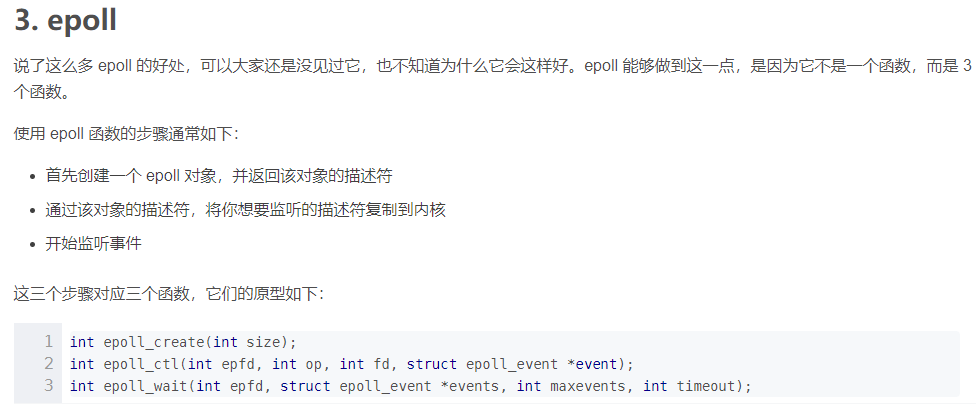 3. epoll
说了这么多 epoll 的好处，可以大家还是没见过它，也不知道为什么它会这样好。epoll 能够做到这一点，是因为它不是一个函数，而是 3
个函数。
使用 epoll 函数的步骤通常如下：
• 首先创建一个 epoll 对象，并返回该对象的描述符
• 通过该对象的描述符，将你想要监听的描述符复制到内核
• 开始监听事件
这三个步骤对应三个函数，它们的原型如下：
1 int epoll_create(int size);
2 int epoll_ctl(int epfd, int op, int fd, struct epoll_event *event);
3 int epoll_wait(int epfd, struct epoll_event *events, int maxevents, int timeout);